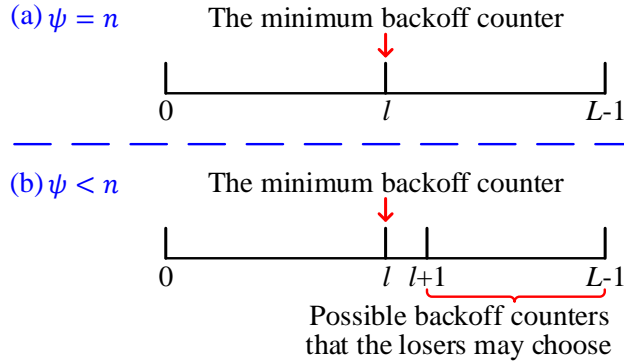 (a) ψ = n The minimum backoff counter
0 l L-1
(b) ψ < n The minimum backoff counter
0 l l+1 L-1
Possible backoff counters
that the losers may choose